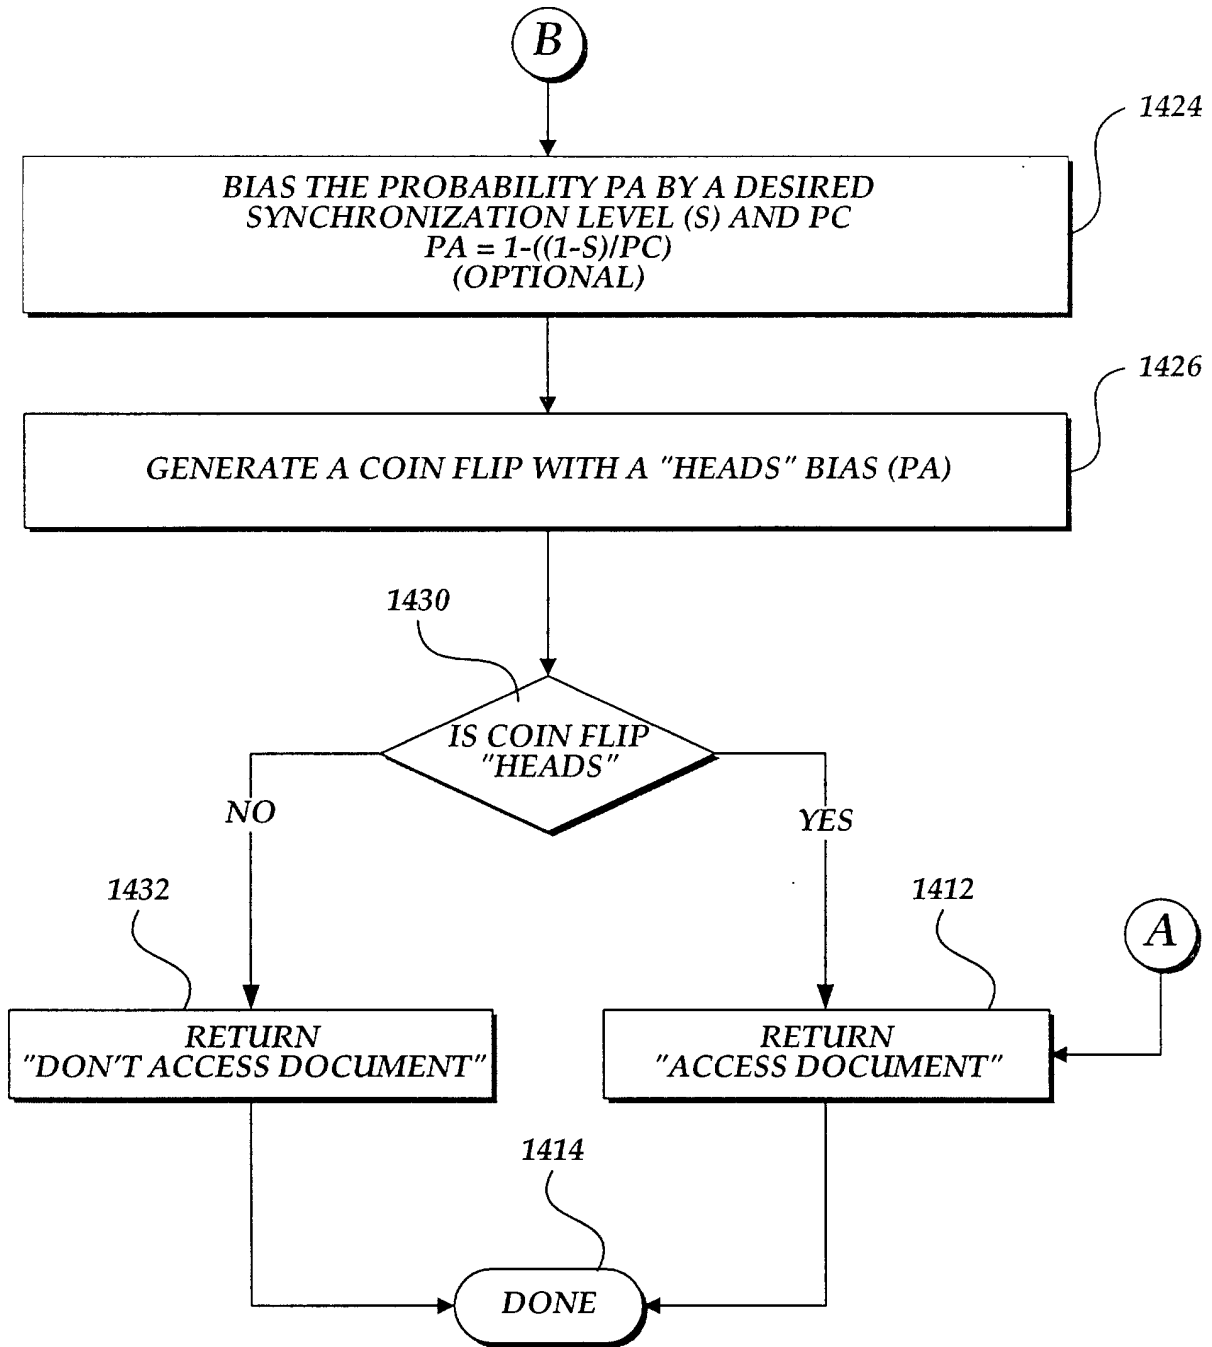 B
1424
BIAS THE PROBABILITY PA BY A DESIRED
SYNCHRONIZATION LEVEL (S) AND PC
PA = 1-((1-S)/PC)
(OPTIONAL)
1426
GENERATE A COIN FLIP WITH A "HEADS" BIAS (PA)
1430
IS COIN FLIP
"HEADS"
NO
YES
1432
1412
A
RETURN
"DON'T ACCESS DOCUMENT"
RETURN
"ACCESS DOCUMENT"
1414
DONE